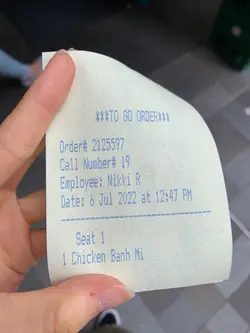 ***TO GO ORDER***
Order# 2125597
Call Number# 19
Employee: Nikki R
Date: 6 Jul 2022 at 12:47 PM
Seat 1
1 Chicken Banh Mi